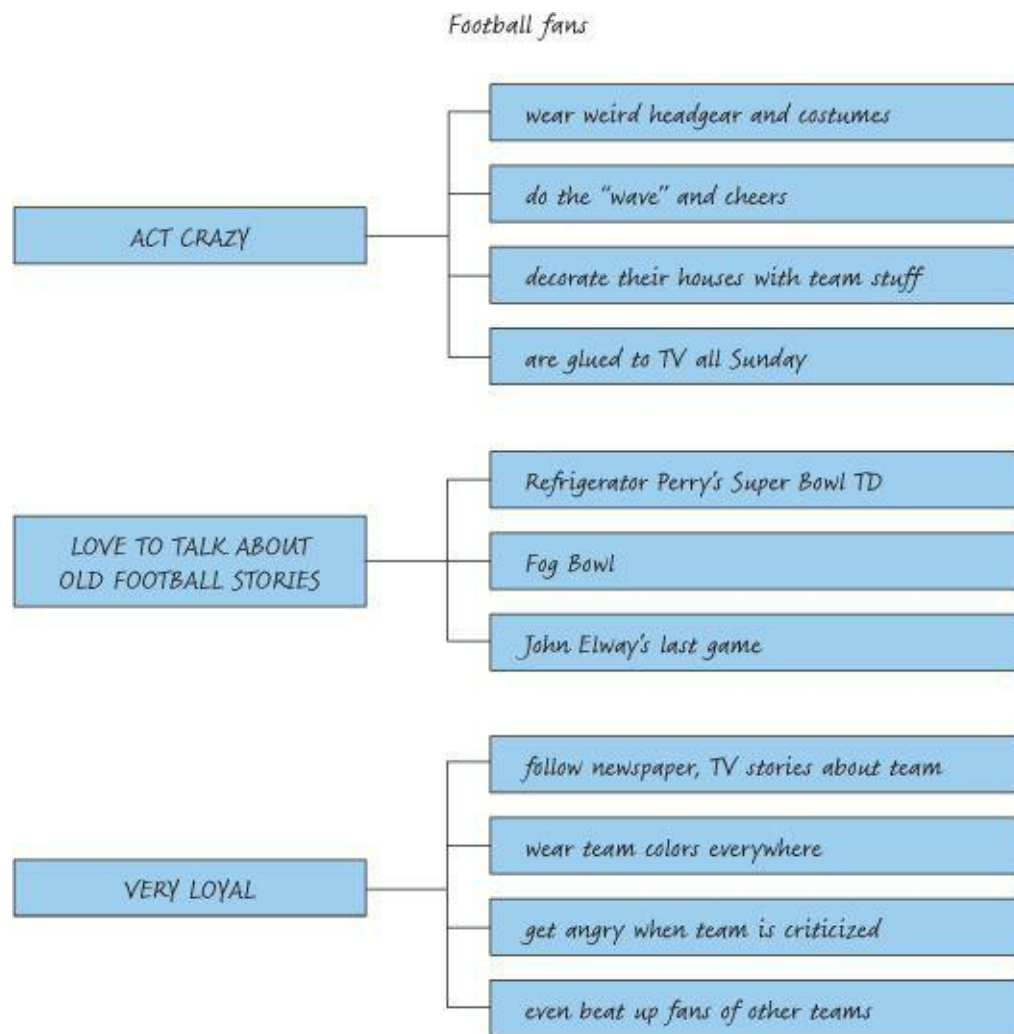 Football fans
wear weird headgear and costumes
do the “wave” and cheers
ACT CRAZY
decorate their houses with team stuff
are glued to TV all Sunday
Refrigerator Perry's Super Bowl TD
LOVE TO TALK ABOUT
OLD FOOTBALL STORIES
Fog Bowl
John Elway's last game
follow newspaper, TV stories about team
wear team colors everywhere
VERY LOYAL
get angry when team is criticized
even beat up fans of other teams